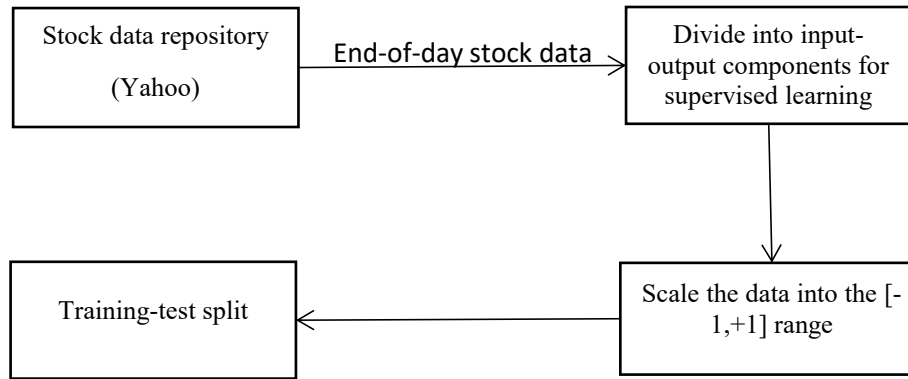 Stock data repository
(Yahoo)
End-of-day stock data
Divide into input-
output components for
supervised learning
Scale the data into the [-
1,+1] range
Training-test split